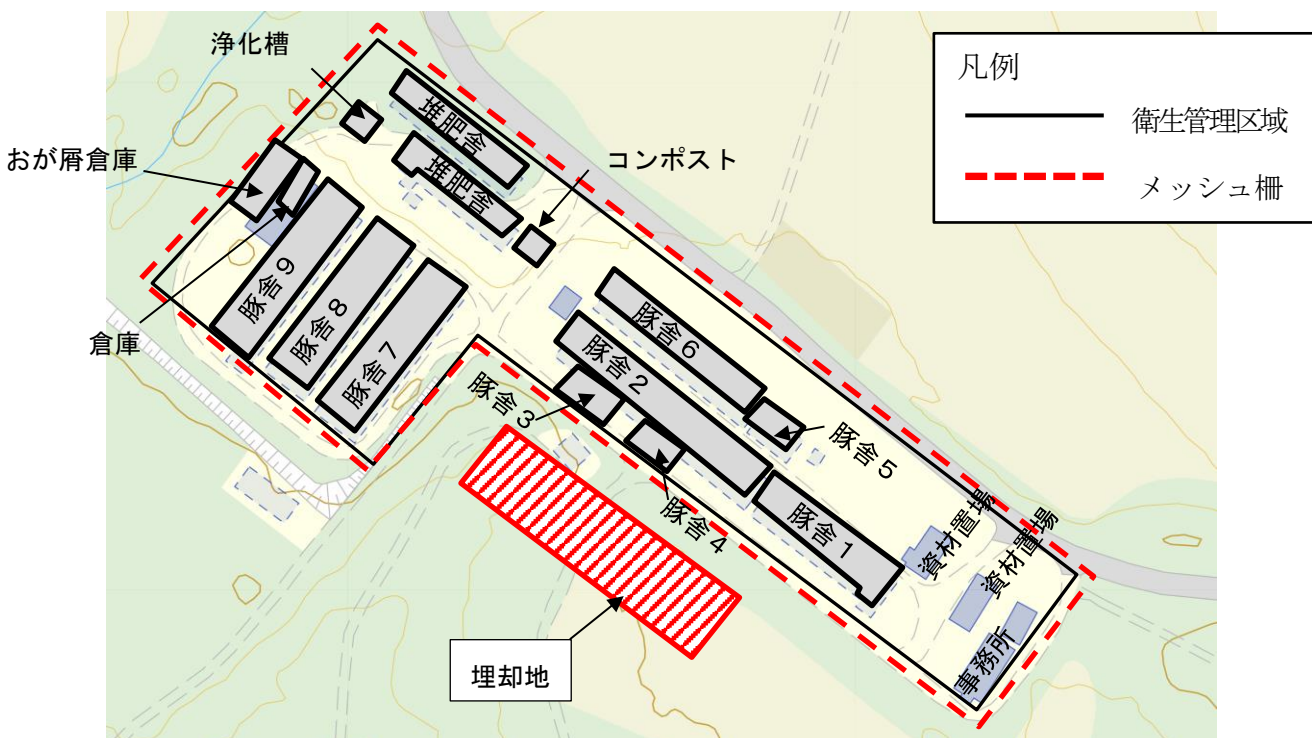 浄化槽
凡例
衛生管理区域
メッシュ柵
堆肥舎
堆肥舎
コンポスト
おが屑倉庫
倉庫
豚舎９
豚舎８
豚舎７
豚舎６
豚舎２
豚舎３
豚舎５
豚舎４
豚舎１
資材置場
資材置場
事務所
埋却地